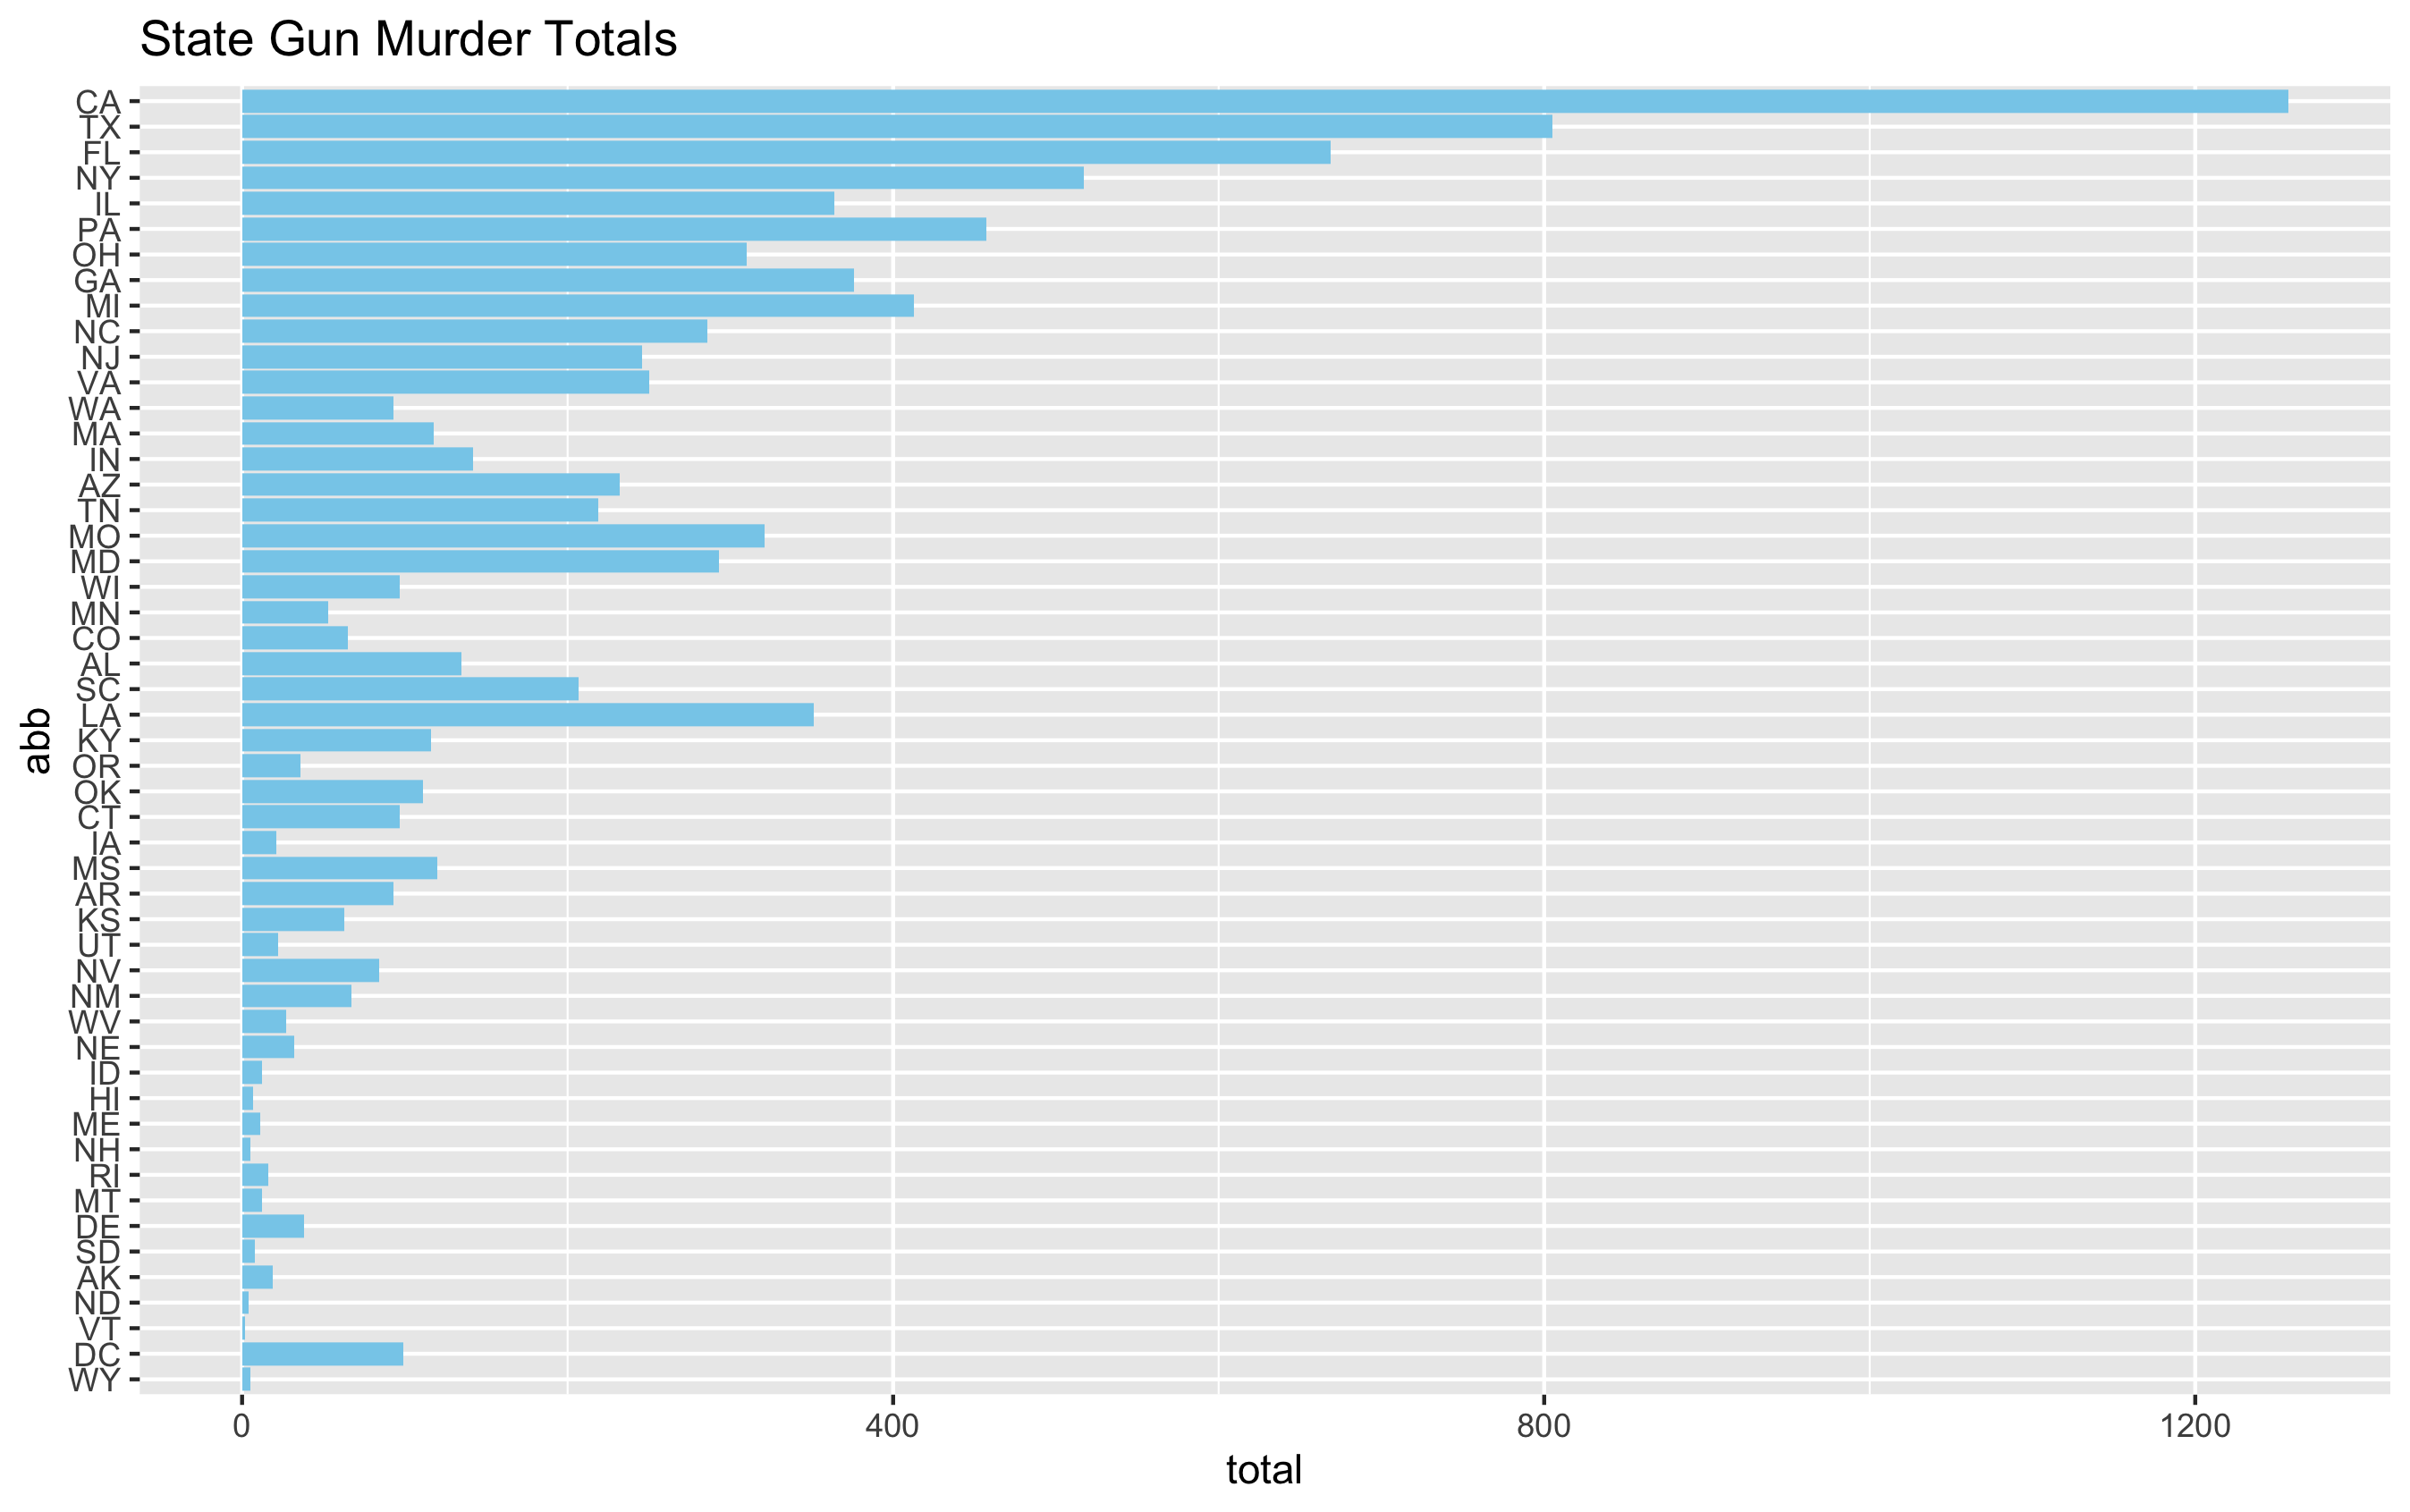 State Gun Murder Totals
CA
TX
FL
NY
IL
PA
OH
GA
MI
NC
NJ
VA
WA
MA
IN
AZ
TN
MO
MD
WI
MN
CO
AL
SC
LA
KY
OR
OK
CT
IA
MS
AR
KS
UT
NV
NM
WV
NE
ID
HI
ME
NH
RI
MT
DE
SD
AK
ND
VT
DC
WY
abb
0 400 800 1200
total